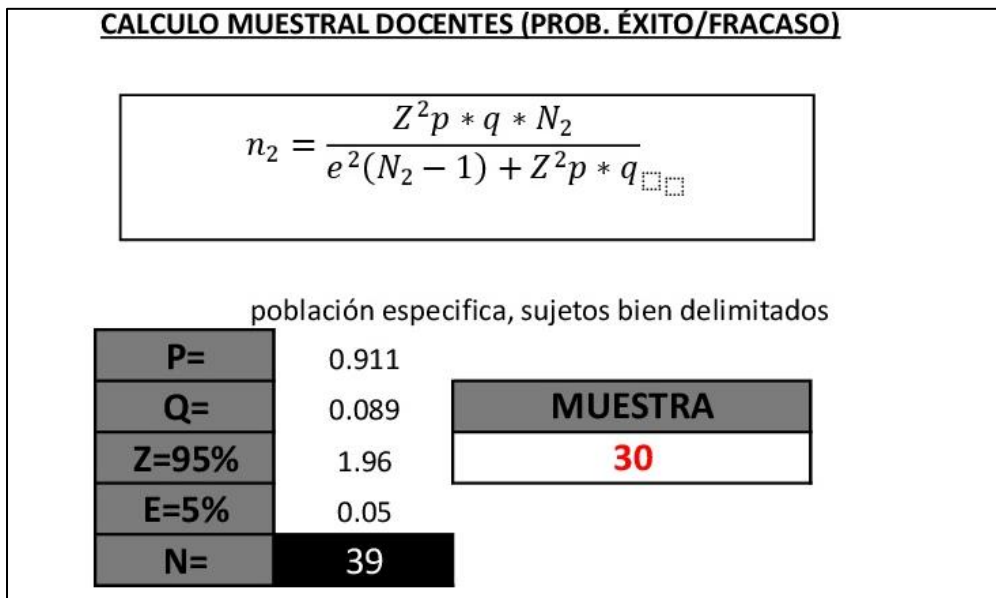 CALCULO MUESTRAL DOCENTES (PROB. ÉXITO/FRACASO)
n₂ = Z²p * q * N₂ / e²(N₂ − 1) + Z²p * q
población especifica, sujetos bien delimitados
P= 0.911
Q= 0.089 MUESTRA
Z=95% 1.96 30
E=5% 0.05
N= 39